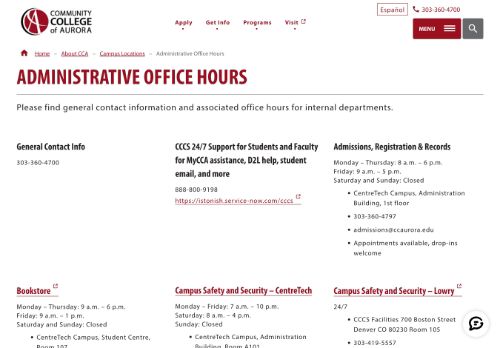 COMMUNITY
COLLEGE
of AURORA
Español
303-360-4700
Apply
Get Info
Programs
Visit
MENU
Home – About CCA – Campus Locations – Administrative Office Hours
ADMINISTRATIVE OFFICE HOURS
Please find general contact information and associated office hours for internal departments.
General Contact Info
303-360-4700
CCCS 24/7 Support for Students and Faculty
for MyCCA assistance, D2L help, student
email, and more
888-800-9198
https://istonish.service-now.com/cccs
Admissions, Registration & Records
Monday – Thursday: 8 a.m. – 6 p.m.
Friday: 9 a.m. – 5 p.m.
Saturday and Sunday: Closed
• CentreTech Campus, Administration
Building, 1st floor
• 303-360-4797
• admissions@ccaurora.edu
• Appointments available, drop-ins
welcome
Bookstore
Monday – Thursday: 9 a.m. – 6 p.m.
Friday: 9 a.m. – 1 p.m.
Saturday and Sunday: Closed
• CentreTech Campus, Student Centre,
Room 107
Campus Safety and Security – CentreTech
Monday – Friday: 7 a.m. – 10 p.m.
Saturday: 8 a.m. – 4 p.m.
Sunday: Closed
• CentreTech Campus, Administration
Building, Room A101
Campus Safety and Security – Lowry
24/7
• CCCS Facilities 700 Boston Street
Denver CO 80230 Room 105
• 303-419-5557